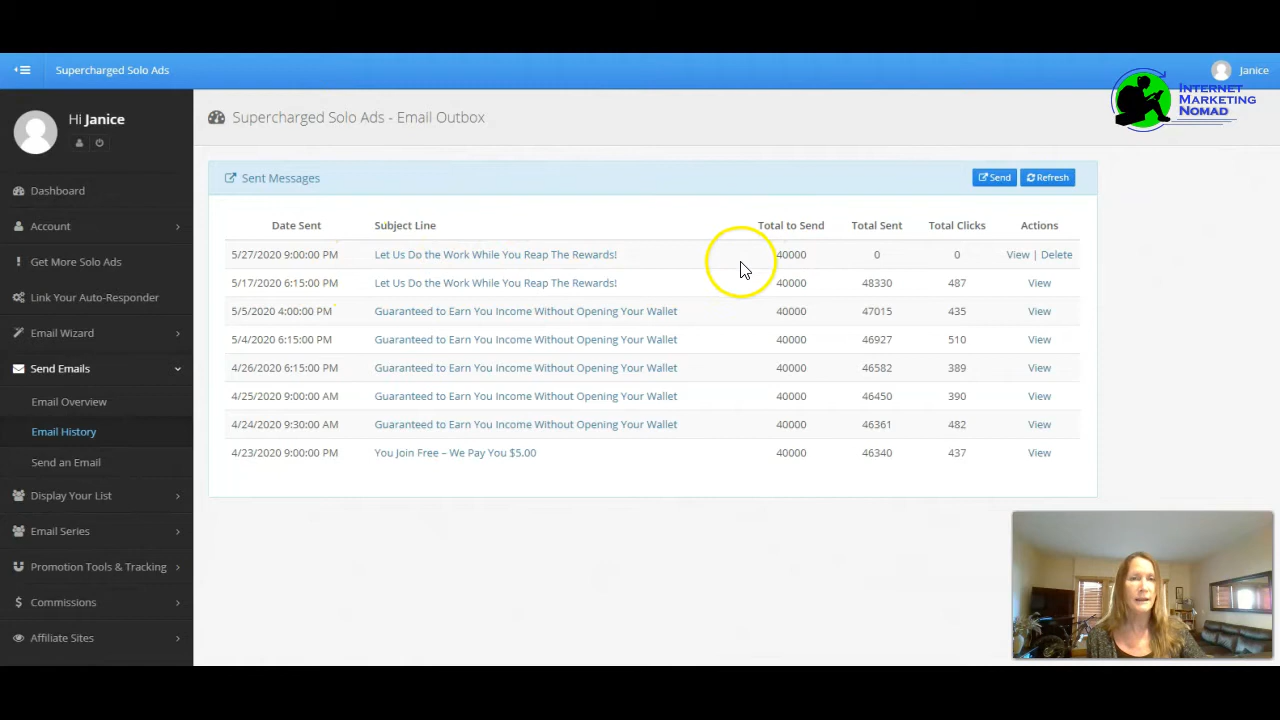 Supercharged Solo Ads
Janice
INTERNET
MARKETING
NOMAD
Hi Janice
Supercharged Solo Ads - Email Outbox
Dashboard
Account
Get More Solo Ads
Link Your Auto-Responder
Email Wizard
Send Emails
Email Overview
Email History
Send an Email
Display Your List
Email Series
Promotion Tools & Tracking
Commissions
Affiliate Sites
Sent Messages Send Refresh
Date Sent Subject Line Total to Send Total Sent Total Clicks Actions
5/27/2020 9:00:00 PM Let Us Do the Work While You Reap The Rewards! 40000 0 0 View | Delete
5/17/2020 6:15:00 PM Let Us Do the Work While You Reap The Rewards! 40000 48330 487 View
5/5/2020 4:00:00 PM Guaranteed to Earn You Income Without Opening Your Wallet 40000 47015 435 View
5/4/2020 6:15:00 PM Guaranteed to Earn You Income Without Opening Your Wallet 40000 46927 510 View
4/26/2020 6:15:00 PM Guaranteed to Earn You Income Without Opening Your Wallet 40000 46582 389 View
4/25/2020 9:00:00 AM Guaranteed to Earn You Income Without Opening Your Wallet 40000 46450 390 View
4/24/2020 9:30:00 AM Guaranteed to Earn You Income Without Opening Your Wallet 40000 46361 482 View
4/23/2020 9:00:00 PM You Join Free – We Pay You $5.00 40000 46340 437 View